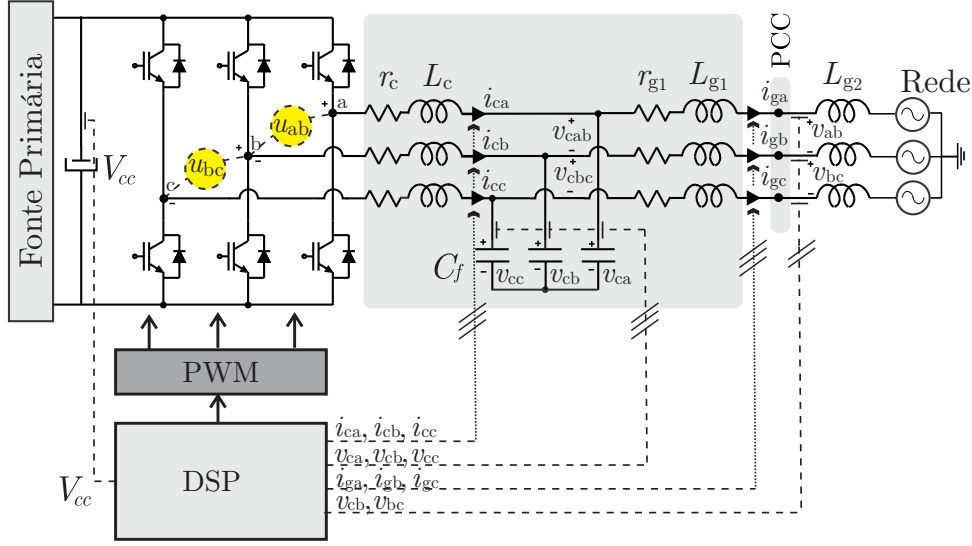 Fonte Primária
V_cc
c
b
a
u_bc
u_ab
r_c
L_c
i_ca
i_cb
i_cc
v_cab
v_cbc
C_f
v_cc
v_cb
v_ca
r_g1
L_g1
PCC
i_ga
i_gb
i_gc
v_ab
v_bc
L_g2
Rede
PWM
DSP
V_cc
i_ca, i_cb, i_cc
v_ca, v_cb, v_cc
i_ga, i_gb, i_gc
v_cb, v_bc